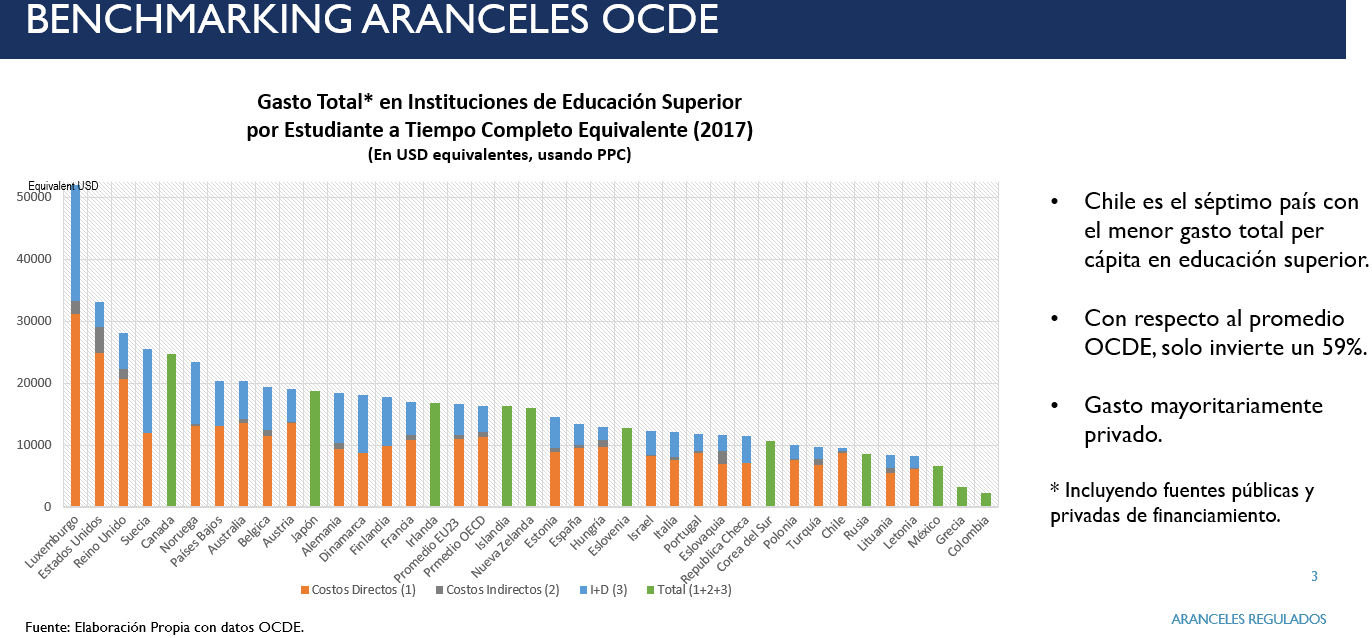 BENCHMARKING ARANCELES OCDE
Gasto Total* en Instituciones de Educación Superior
por Estudiante a Tiempo Completo Equivalente (2017)
(En USD equivalentes, usando PPC)
Equivalent USD
50000
40000
30000
20000
10000
0
Luxemburgo
Estados Unidos
Reino Unido
Suecia
Canada
Noruega
Países Bajos
Australia
Belgica
Austria
Japón
Alemania
Dinamarca
Finlandia
Francia
Irlanda
Promedio EU23
Prmedio OECD
Islandia
Nueva Zelanda
Estonia
España
Hungría
Eslovenia
Israel
Italia
Portugal
Eslovaquia
Republica Checa
Corea del Sur
Polonia
Turquía
Chile
Rusia
Lituania
Letonia
México
Grecia
Colombia
Costos Directos (1)
Costos Indirectos (2)
I+D (3)
Total (1+2+3)
• Chile es el séptimo país con
el menor gasto total per
cápita en educación superior.
• Con respecto al promedio
OCDE, solo invierte un 59%.
• Gasto mayoritariamente
privado.
* Incluyendo fuentes públicas y
privadas de financiamiento.
3
ARANCELES REGULADOS
Fuente: Elaboración Propia con datos OCDE.